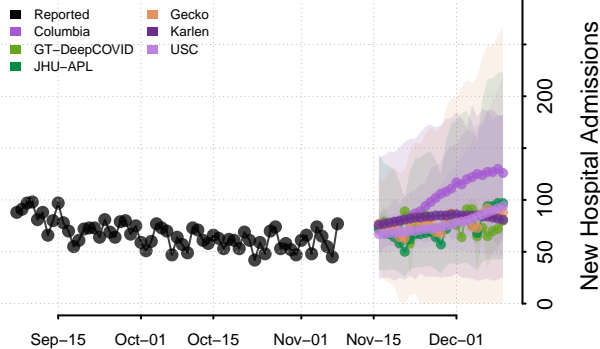 Reported
Columbia
GT−DeepCOVID
JHU−APL
Gecko
Karlen
USC
200
100
50
0
New Hospital Admissions
Sep−15
Oct−01
Oct−15
Nov−01
Nov−15
Dec−01